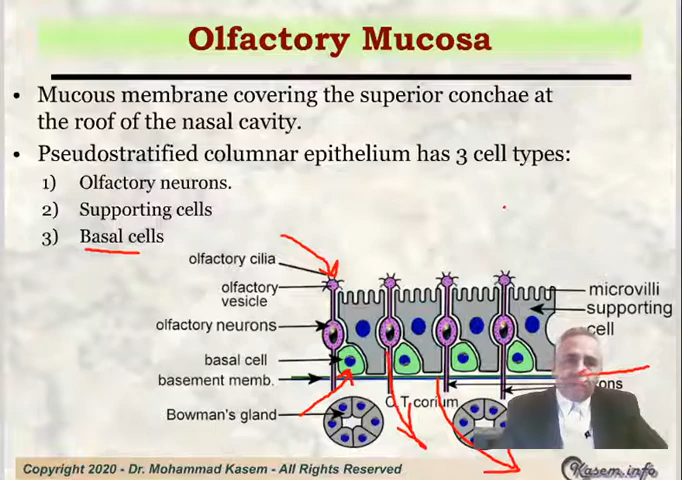 Olfactory Mucosa
• Mucous membrane covering the superior conchae at
the roof of the nasal cavity.
• Pseudostratified columnar epithelium has 3 cell types:
1) Olfactory neurons.
2) Supporting cells
3) Basal cells
olfactory cilia
olfactory
vesicle
olfactory neurons
basal cell
basement memb.
Bowman's gland
microvilli
supporting
cell
C.T corium
Copyright 2020 - Dr. Mohammad Kasem - All Rights Reserved
Kasem.info